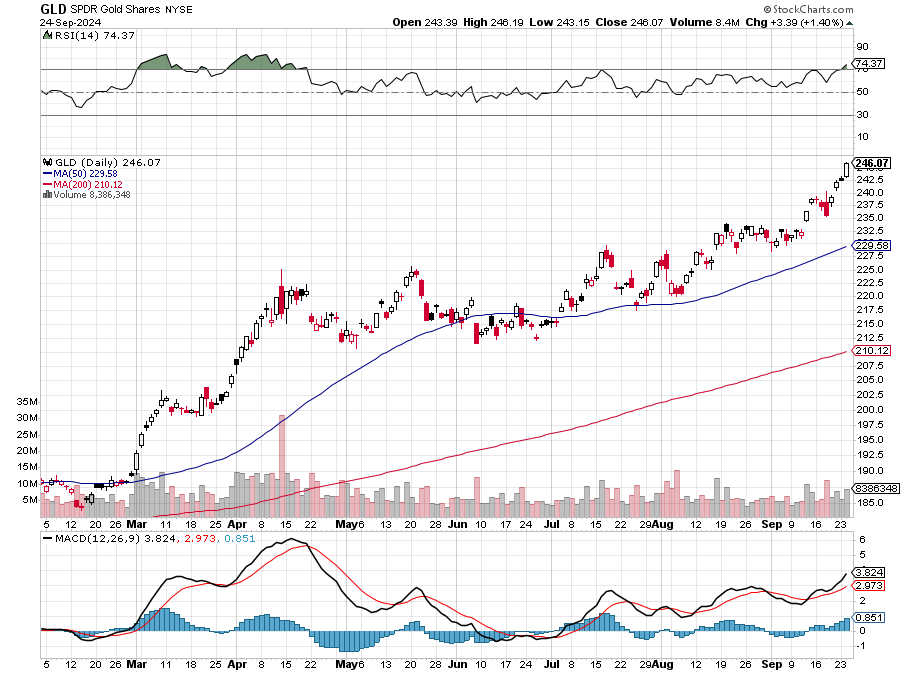 GLD SPDR Gold Shares NYSE
© StockCharts.com
24-Sep-2024
Open 243.39 High 246.19 Low 243.15 Close 246.07 Volume 8.4M Chg +3.39 (+1.40%)
RSI(14) 74.37
90
74.37
70
50
30
10
GLD (Daily) 246.07
MA(50) 229.58
MA(200) 210.12
Volume 8,386,348
246.07
242.5
240.0
237.5
235.0
232.5
229.58
227.5
225.0
222.5
220.0
217.5
215.0
212.5
210.12
207.5
205.0
202.5
200.0
197.5
195.0
192.5
190.0
8386348
185.0
35M
30M
25M
20M
15M
10M
5M
5 12 20 26 Mar 11 18 25 Apr 8 15 22 May 6 13 20 28 Jun 10 17 24 Jul 8 15 22 29 Aug 12 19 26 Sep 9 16 23
MACD(12,26,9) 3.824, 2.973, 0.851
6
5
3.824
2.973
2
0.851
0
-1
5 12 20 26 Mar 11 18 25 Apr 8 15 22 May 6 13 20 28 Jun 10 17 24 Jul 8 15 22 29 Aug 12 19 26 Sep 9 16 23